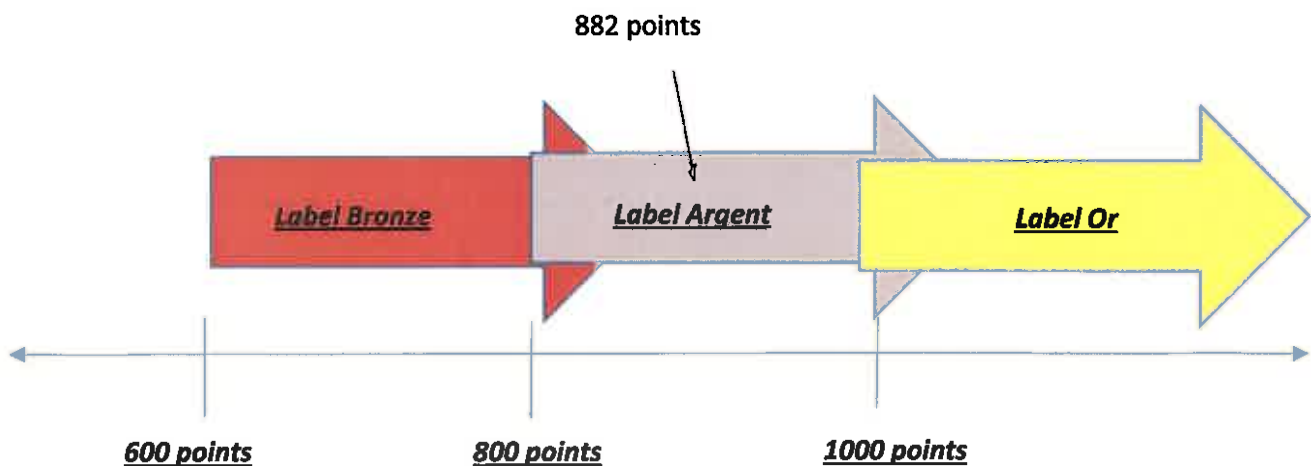 882 points
Label Bronze
Label Argent
Label Or
600 points
800 points
1000 points